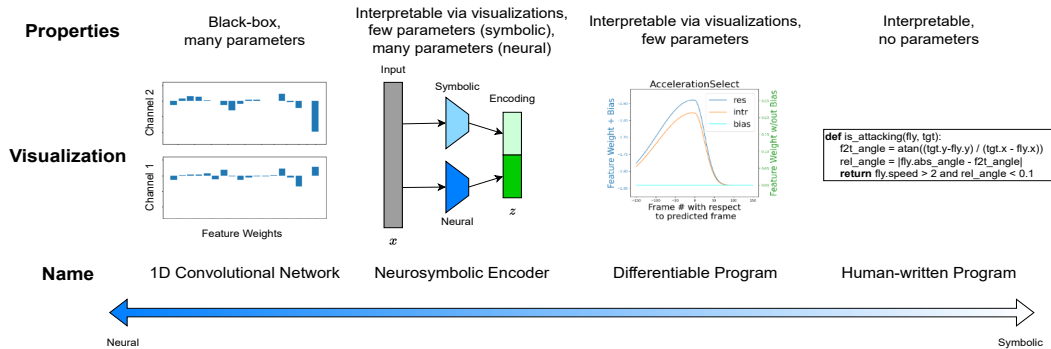 Properties
Black-box,
many parameters
Interpretable via visualizations,
few parameters (symbolic),
many parameters (neural)
Interpretable via visualizations,
few parameters
Interpretable,
no parameters
Visualization
Channel 2
Channel 1
Feature Weights
Input
Symbolic
Encoding
Neural
x
z
AccelerationSelect
res
intr
bias
Feature Weight + Bias
Feature Weight w/out Bias
Frame # with respect
to predicted frame
def is_attacking(fly, tgt):
f2t_angle = atan((tgt.y-fly.y) / (tgt.x - fly.x))
rel_angle = |fly.abs_angle - f2t_angle|
return fly.speed > 2 and rel_angle < 0.1
Name
1D Convolutional Network
Neurosymbolic Encoder
Differentiable Program
Human-written Program
Neural
Symbolic